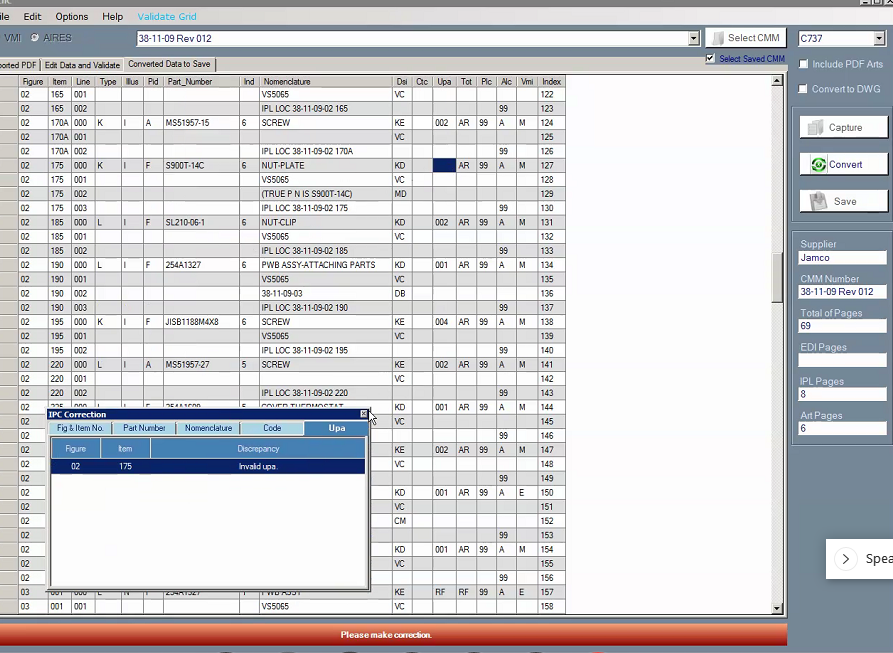 ile Edit Options Help Validate Grid
VMI AIRES 38-11-09 Rev 012 Select CMM C737
Select Saved CMM
Include PDF Arts
Convert to DWG
Capture
Convert
Save
Supplier
Jamco
CMM Number
38-11-09 Rev 012
Total of Pages
69
EDI Pages
IPL Pages
8
Art Pages
6
Spea
ported PDF Edit Data and Validate Converted Data to Save
Figure Item Line Type Illus Pid Part_Number Ind Nomenclature Dsi Ctc Upa Tot Plc Alc Vmi Index
02 165 001 VS5065 VC 122
02 165 002 IPL LOC 38-11-09-02 165 99 123
02 170A 000 K I A MS51957-15 6 SCREW KE 002 AR 99 A M 124
02 170A 001 VC 125
02 170A 002 IPL LOC 38-11-09-02 170A 99 126
02 175 000 K I F S900T-14C 6 NUT-PLATE KD AR 99 A M 127
02 175 001 VS5065 VC 128
02 175 002 (TRUE P N IS S900T-14C) MD 129
02 175 003 IPL LOC 38-11-09-02 175 99 130
02 185 000 L I F SL210-06-1 6 NUT-CLIP KD 002 AR 99 A M 131
02 185 001 VS5065 VC 132
02 185 002 IPL LOC 38-11-09-02 185 99 133
02 190 000 L I F 254A1327 6 PWB ASSY-ATTACHING PARTS KD 001 AR 99 A M 134
02 190 001 VS5065 VC 135
02 190 002 38-11-09-03 DB 136
02 190 003 IPL LOC 38-11-09-02 190 99 137
02 195 000 K I F JISB1188M4X8 6 SCREW KE 004 AR 99 A M 138
02 195 001 VS5065 VC 139
02 195 002 IPL LOC 38-11-09-02 195 99 140
02 220 000 L I A MS51957-27 5 SCREW KE 002 AR 99 A M 141
02 220 001 VC 142
02 220 002 IPL LOC 38-11-09-02 220 99 143
02 KD 001 AR 99 A M 144
02 VC 145
02 99 146
02 KE 002 AR 99 A M 147
02 VC 148
02 99 149
02 KD 001 AR 99 A E 150
02 VC 151
02 CM 152
02 99 153
02 KD 001 AR 99 A M 154
02 VC 155
02 99 156
03 RF RF 99 A E 157
03 001 001 VS5065 VC 158
IPC Correction
Fig & Item No. Part Number Nomenclature Code Upa
Figure Item Discrepancy
02 175 Invalid upa.
Please make correction.